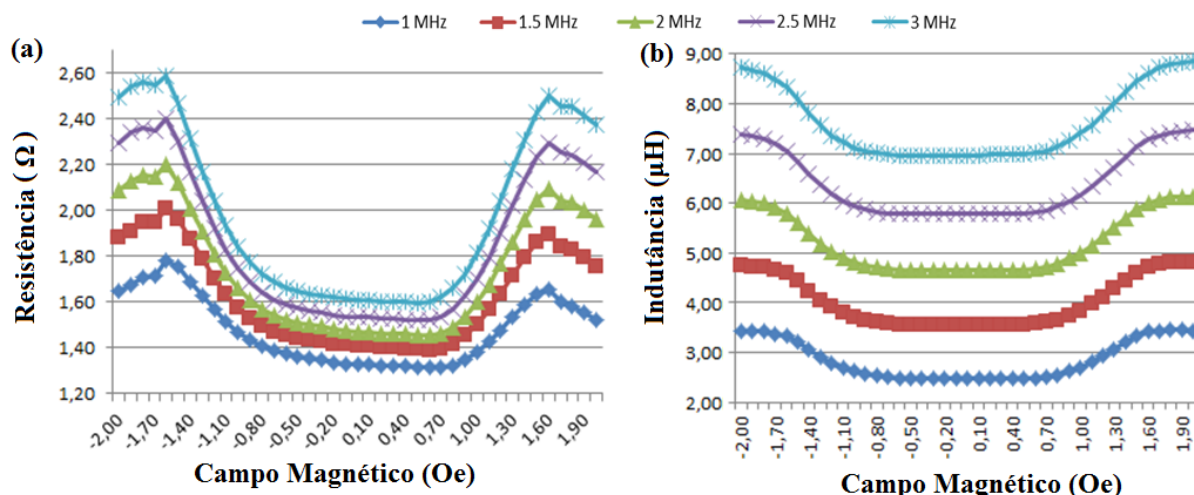 1 MHz 1.5 MHz 2 MHz 2.5 MHz 3 MHz
(a)
Resistência ( Ω )
2,60
2,40
2,20
2,00
1,80
1,60
1,40
1,20
-2,00 -1,70 -1,40 -1,10 -0,80 -0,50 -0,20 0,10 0,40 0,70 1,00 1,30 1,60 1,90
Campo Magnético (Oe)
(b)
Indutância (µH)
9,00
8,00
7,00
6,00
5,00
4,00
3,00
2,00
-2,00 -1,70 -1,40 -1,10 -0,80 -0,50 -0,20 0,10 0,40 0,70 1,00 1,30 1,60 1,90
Campo Magnético (Oe)